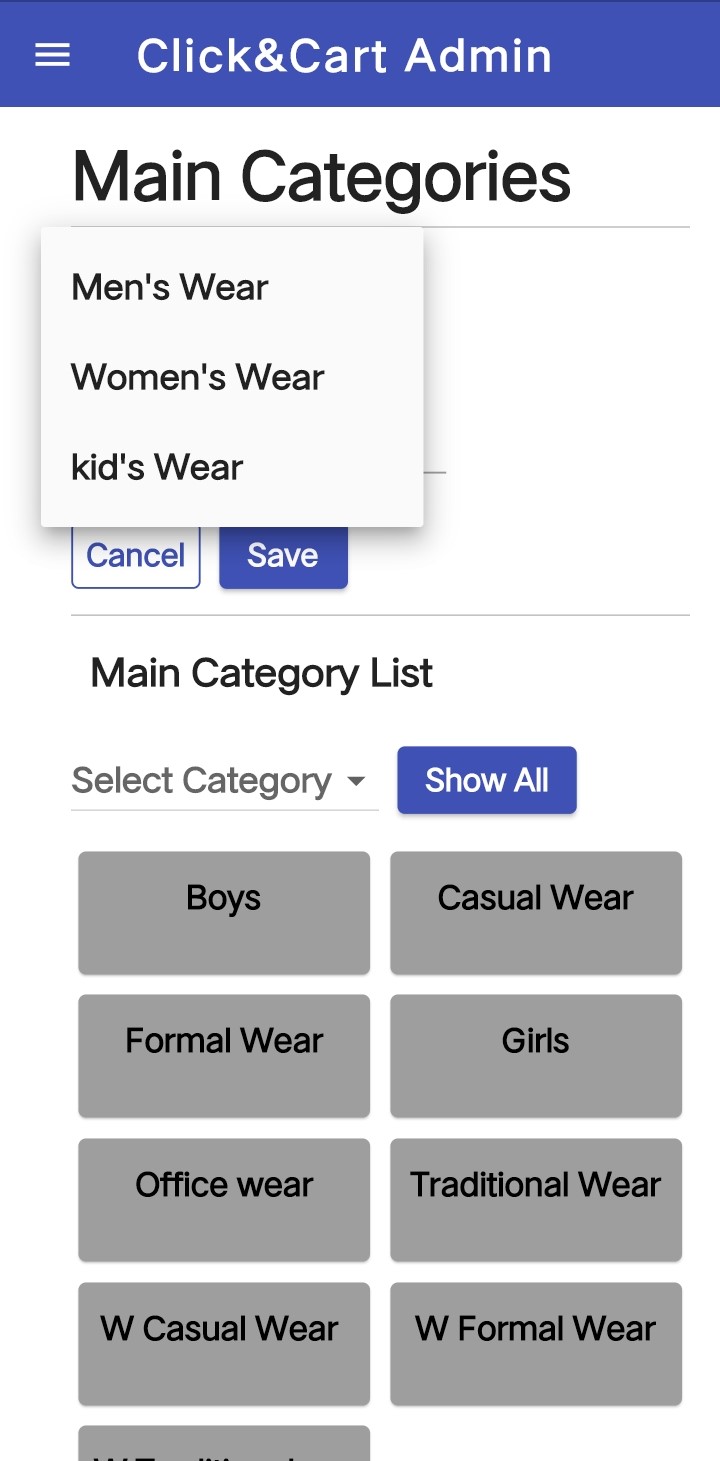 Click&Cart Admin
Main Categories
Men's Wear
Women's Wear
kid's Wear
Cancel Save
Main Category List
Select Category Show All
Boys Casual Wear
Formal Wear Girls
Office wear Traditional Wear
W Casual Wear W Formal Wear